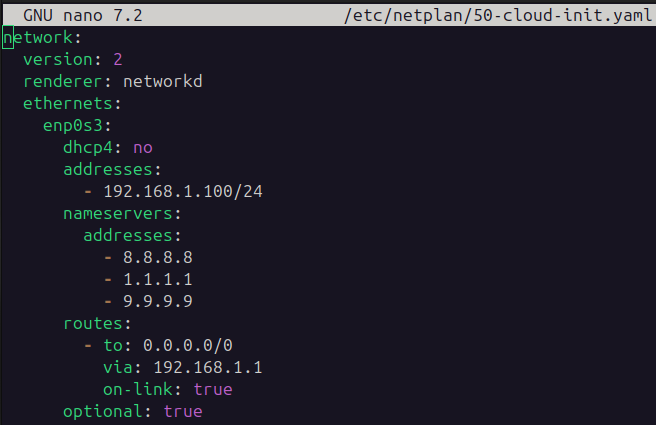 GNU nano 7.2 /etc/netplan/50-cloud-init.yaml
network:
  version: 2
  renderer: networkd
  ethernets:
    enp0s3:
      dhcp4: no
      addresses:
        - 192.168.1.100/24
      nameservers:
        addresses:
          - 8.8.8.8
          - 1.1.1.1
          - 9.9.9.9
      routes:
        - to: 0.0.0.0/0
          via: 192.168.1.1
          on-link: true
      optional: true